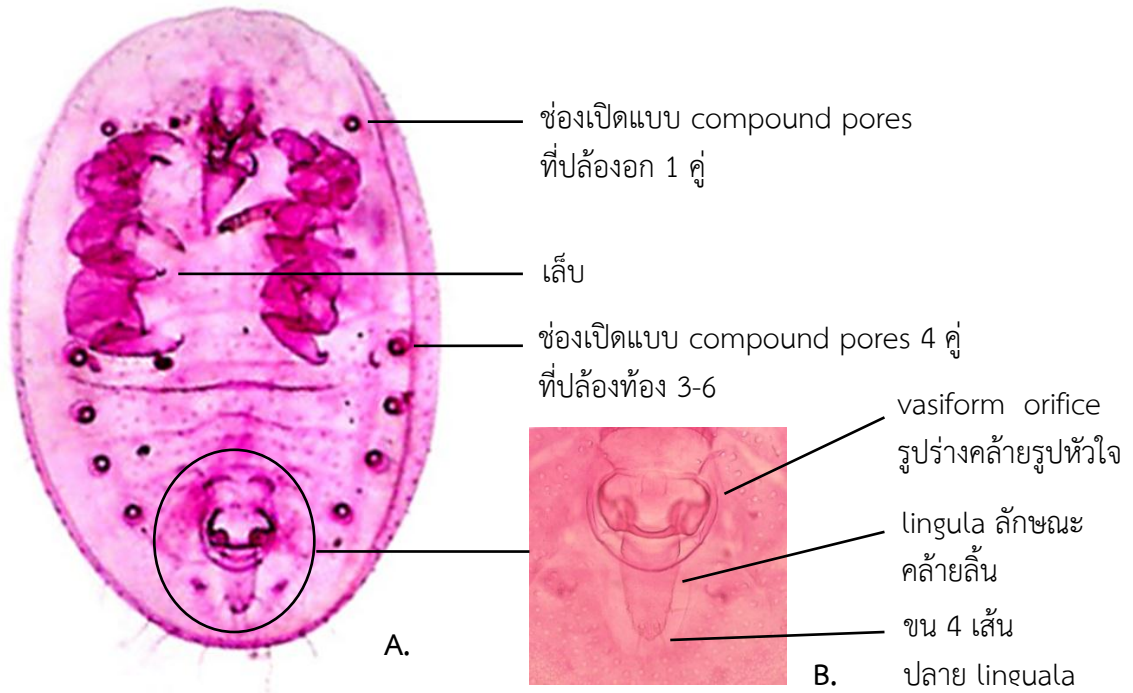 ช่องเปิดแบบ compound pores
ที่ปล้องอก 1 คู่
เล็บ
ช่องเปิดแบบ compound pores 4 คู่
ที่ปล้องท้อง 3-6
vasiform orifice
รูปร่างคล้ายรูปหัวใจ
lingula ลักษณะ
คล้ายลิ้น
ขน 4 เส้น
ปลาย linguala
A.
B.